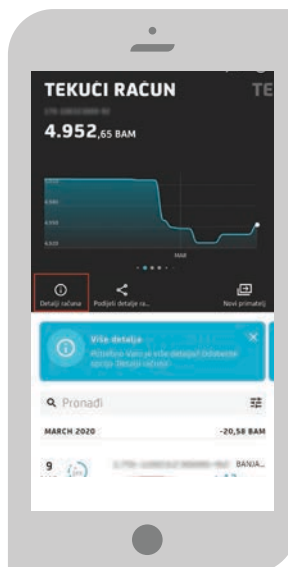 TEKUĆI RAČUN
TE
4.952,65 BAM
MAR
Detalji računa
Podijeli detalje ra...
Novi primatelj
Više detalja
Pronađi
MARCH 2020
-20,58 BAM
9
BANJA...